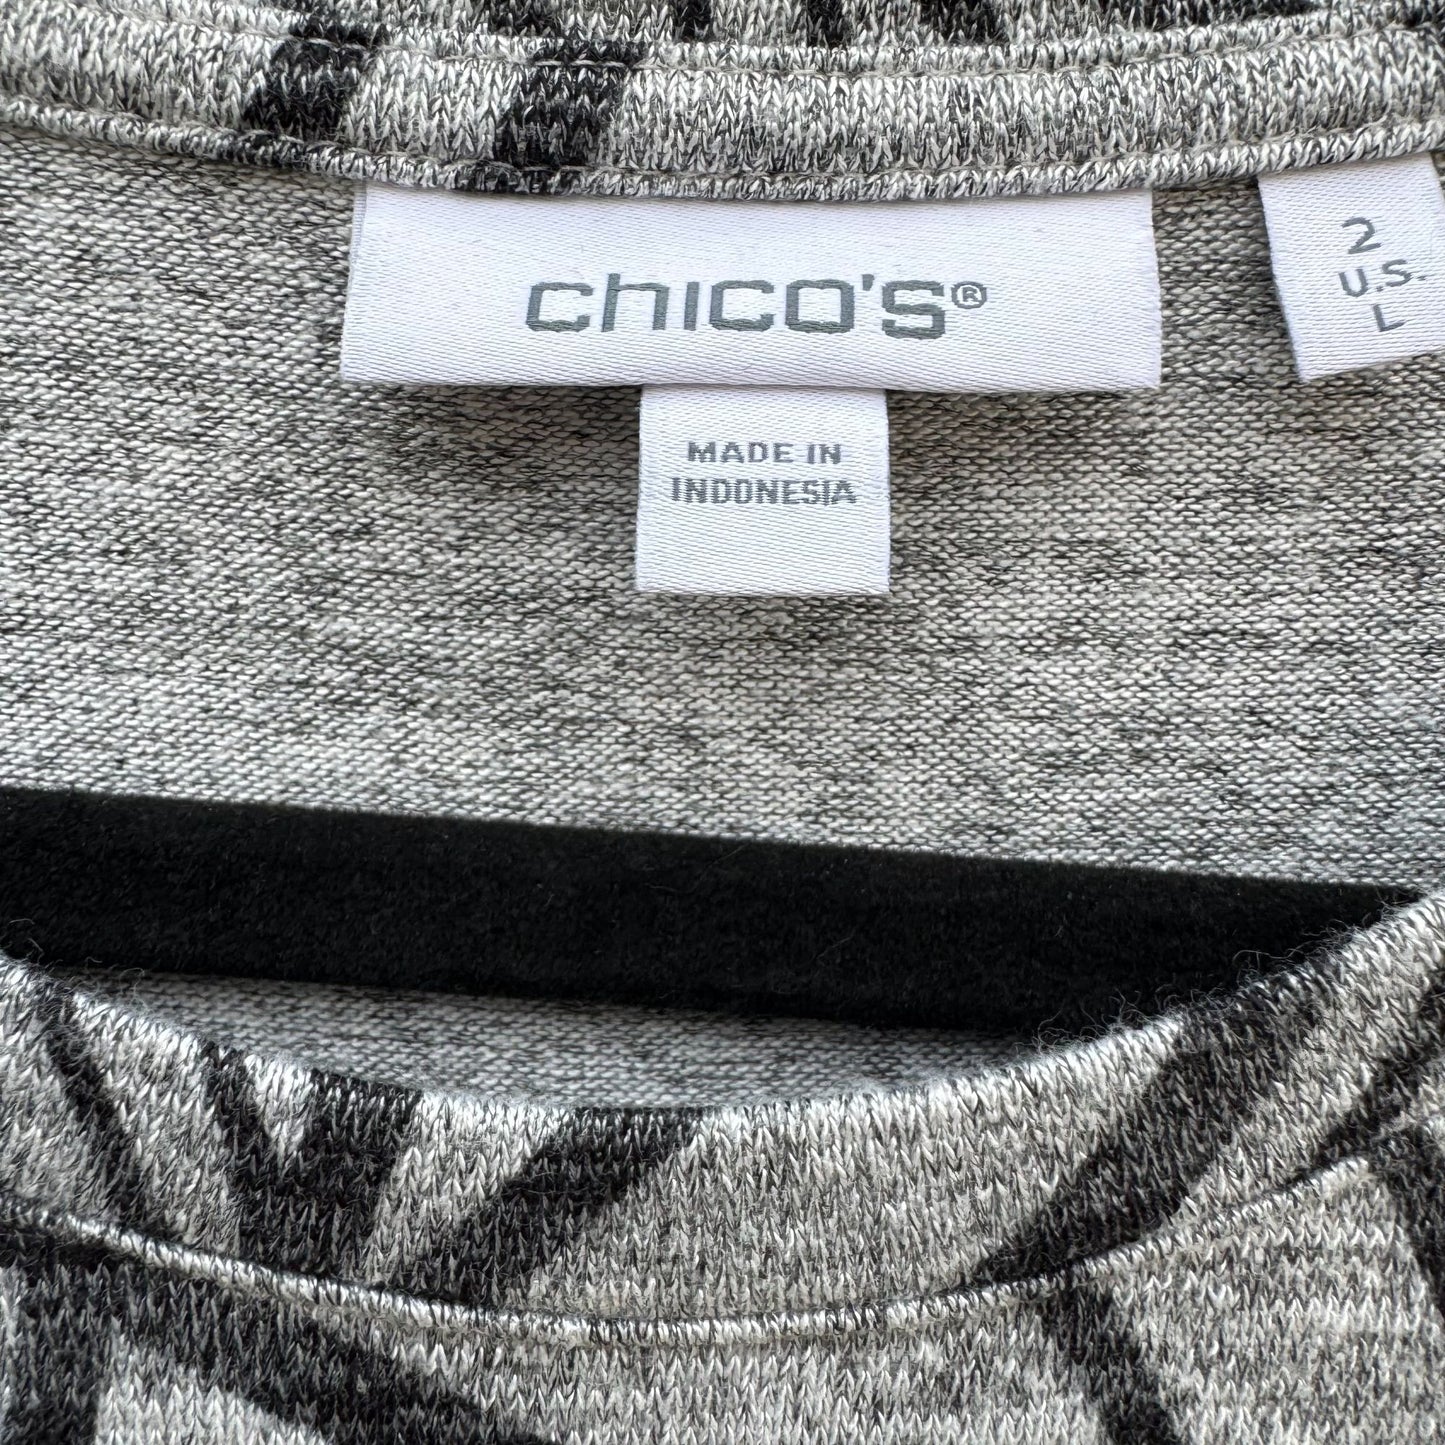 chico's®
2
U.S.
L
MADE IN
INDONESIA